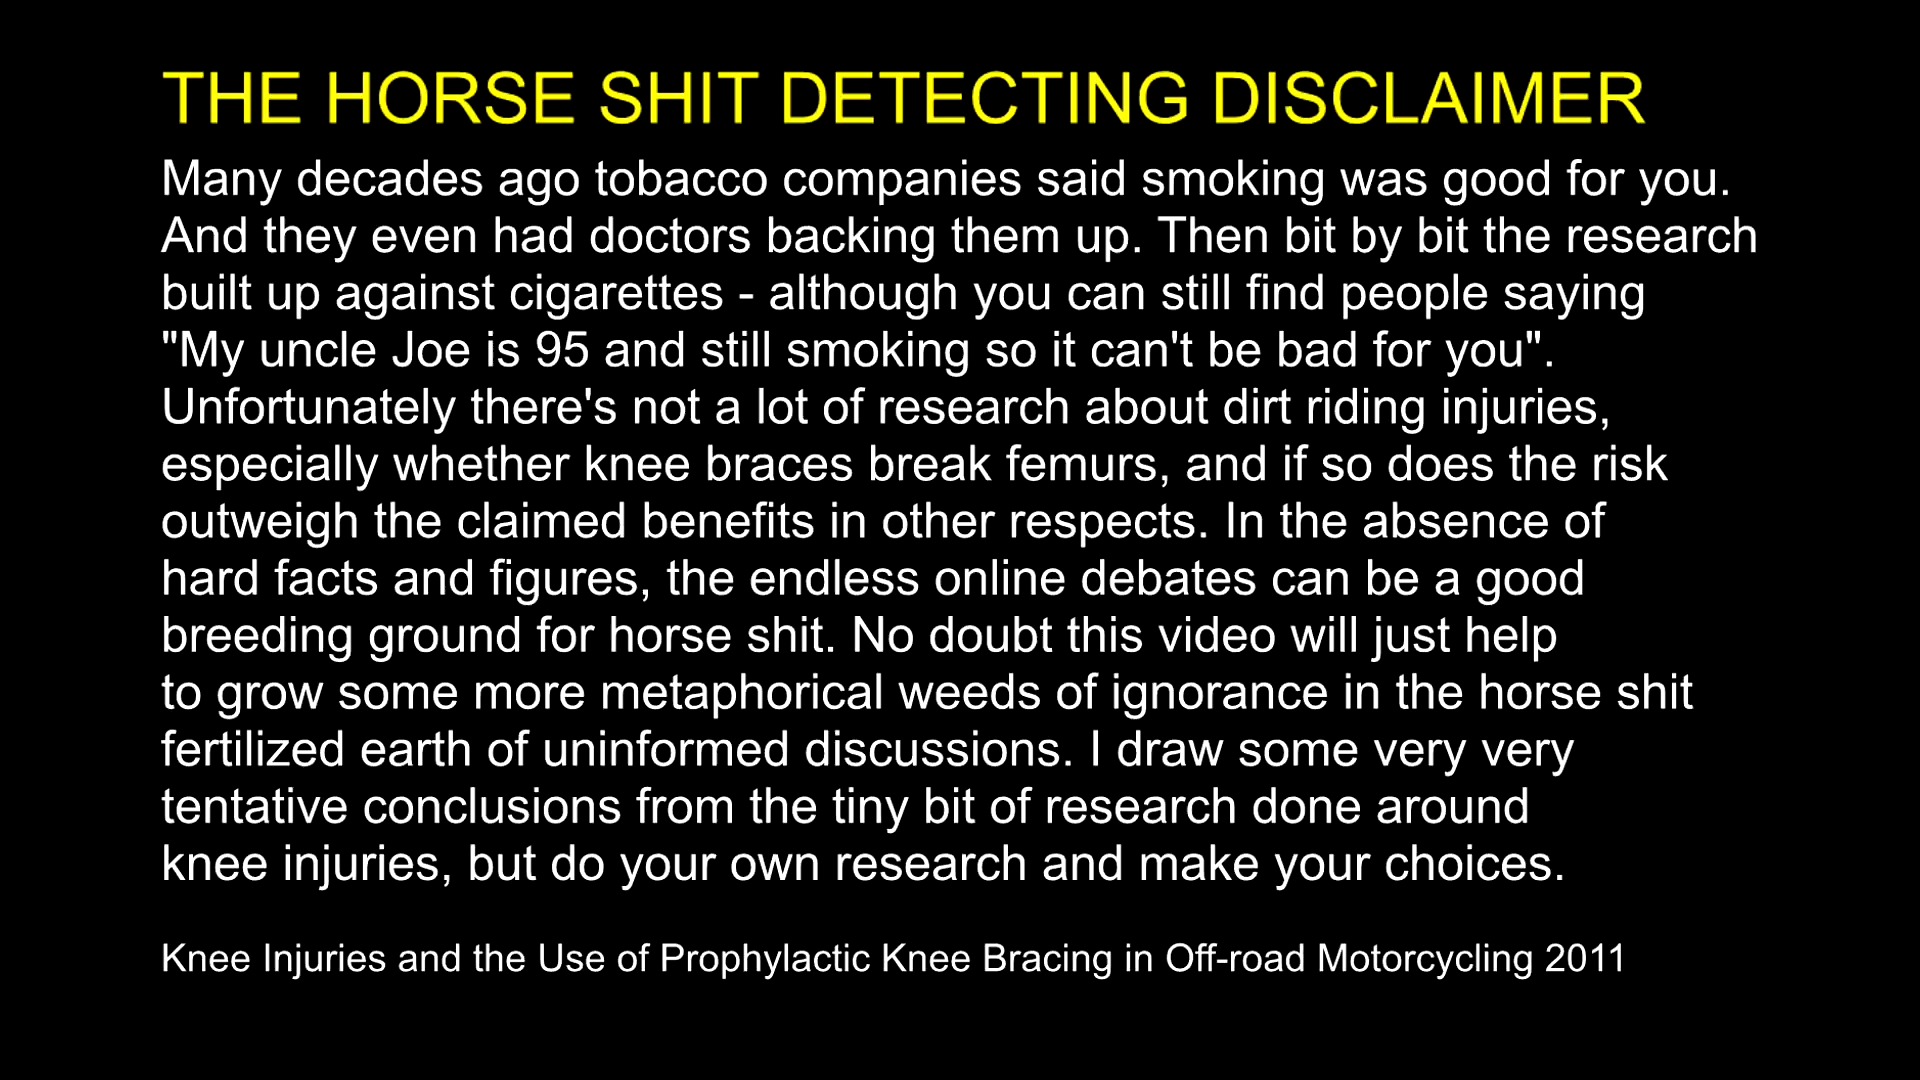 THE HORSE SHIT DETECTING DISCLAIMER
Many decades ago tobacco companies said smoking was good for you.
And they even had doctors backing them up. Then bit by bit the research
built up against cigarettes - although you can still find people saying
"My uncle Joe is 95 and still smoking so it can't be bad for you".
Unfortunately there's not a lot of research about dirt riding injuries,
especially whether knee braces break femurs, and if so does the risk
outweigh the claimed benefits in other respects. In the absence of
hard facts and figures, the endless online debates can be a good
breeding ground for horse shit. No doubt this video will just help
to grow some more metaphorical weeds of ignorance in the horse shit
fertilized earth of uninformed discussions. I draw some very very
tentative conclusions from the tiny bit of research done around
knee injuries, but do your own research and make your choices.
Knee Injuries and the Use of Prophylactic Knee Bracing in Off-road Motorcycling 2011